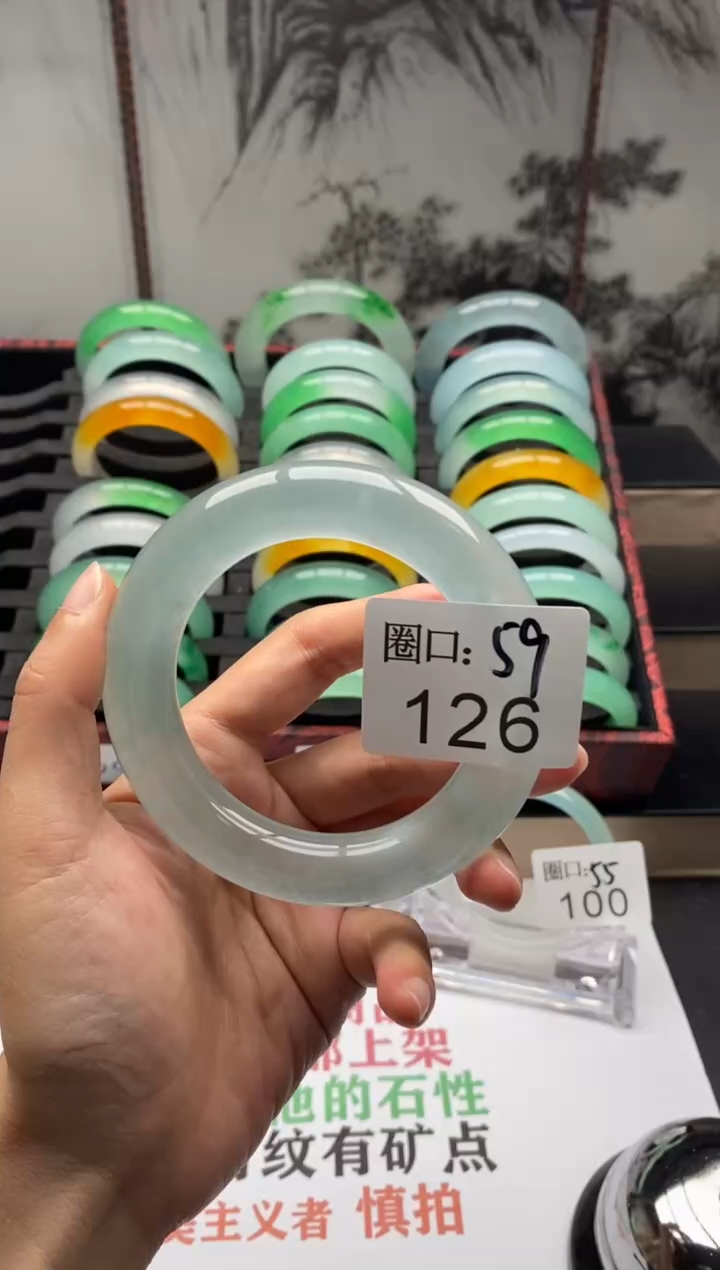 圈口: 59
126
圈口:55
100
部上架
他的石性
纹有矿点
美主义者 慎拍